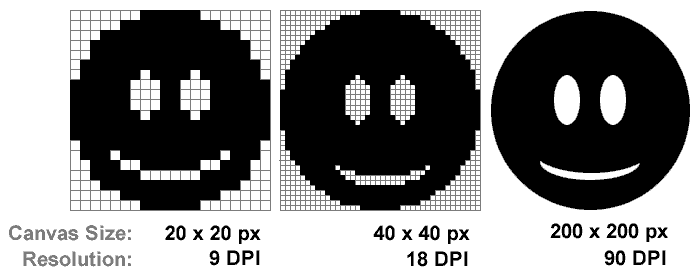 Canvas Size: 20 x 20 px 40 x 40 px 200 x 200 px
Resolution: 9 DPI 18 DPI 90 DPI